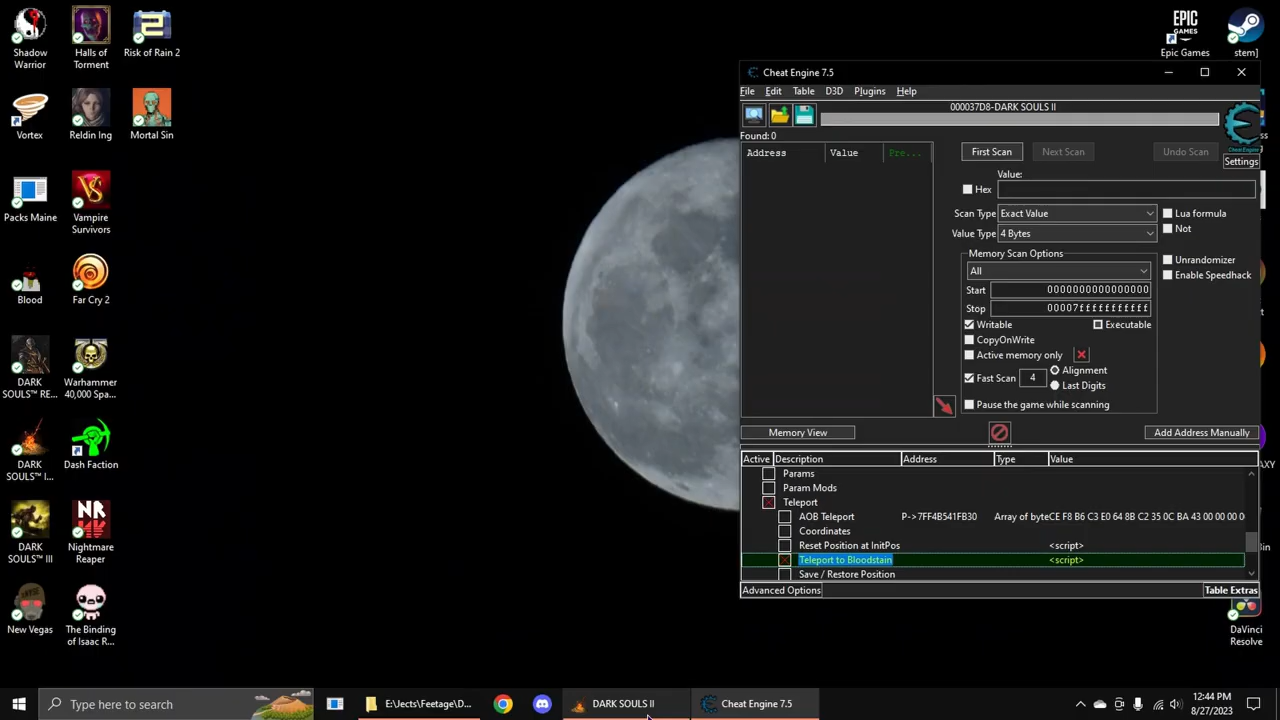 Shadow
Warrior
Halls of
Torment
Risk of Rain 2
Vortex
Reldin Ing
Mortal Sin
Packs Maine
Vampire
Survivors
Blood
Far Cry 2
DARK
SOULS™ RE...
Warhammer
40,000 Spa...
DARK
SOULS™ I...
Dash Faction
DARK
SOULS™ III
Nightmare
Reaper
New Vegas
The Binding
of Isaac R...
EPIC
GAMES
Epic Games
stem]
Cheat Engine 7.5
File Edit Table D3D Plugins Help
000037D8-DARK SOULS II
Found: 0
Address Value Pre...
First Scan Next Scan Undo Scan
Settings
Value:
Hex
Scan Type Exact Value
Lua formula
Not
Value Type 4 Bytes
Memory Scan Options
All
Unrandomizer
Enable Speedhack
Start 0000000000000000
Stop 00007fffffffffff
Writable Executable
CopyOnWrite
Active memory only
Fast Scan 4 Alignment
Last Digits
Pause the game while scanning
Memory View
Add Address Manually
Active Description Address Type Value
Params
Param Mods
Teleport
AOB Teleport P->7FF4B541FB30 Array of byte CE F8 B6 C3 E0 64 8B C2 35 0C BA 43 00 00 00 0
Coordinates
Reset Position at InitPos <script>
Teleport to Bloodstain <script>
Save / Restore Position
Advanced Options
Table Extras
DaVinci
Resolve
Type here to search
E:\Jects\Feetage\D...
DARK SOULS II
Cheat Engine 7.5
12:44 PM
8/27/2023